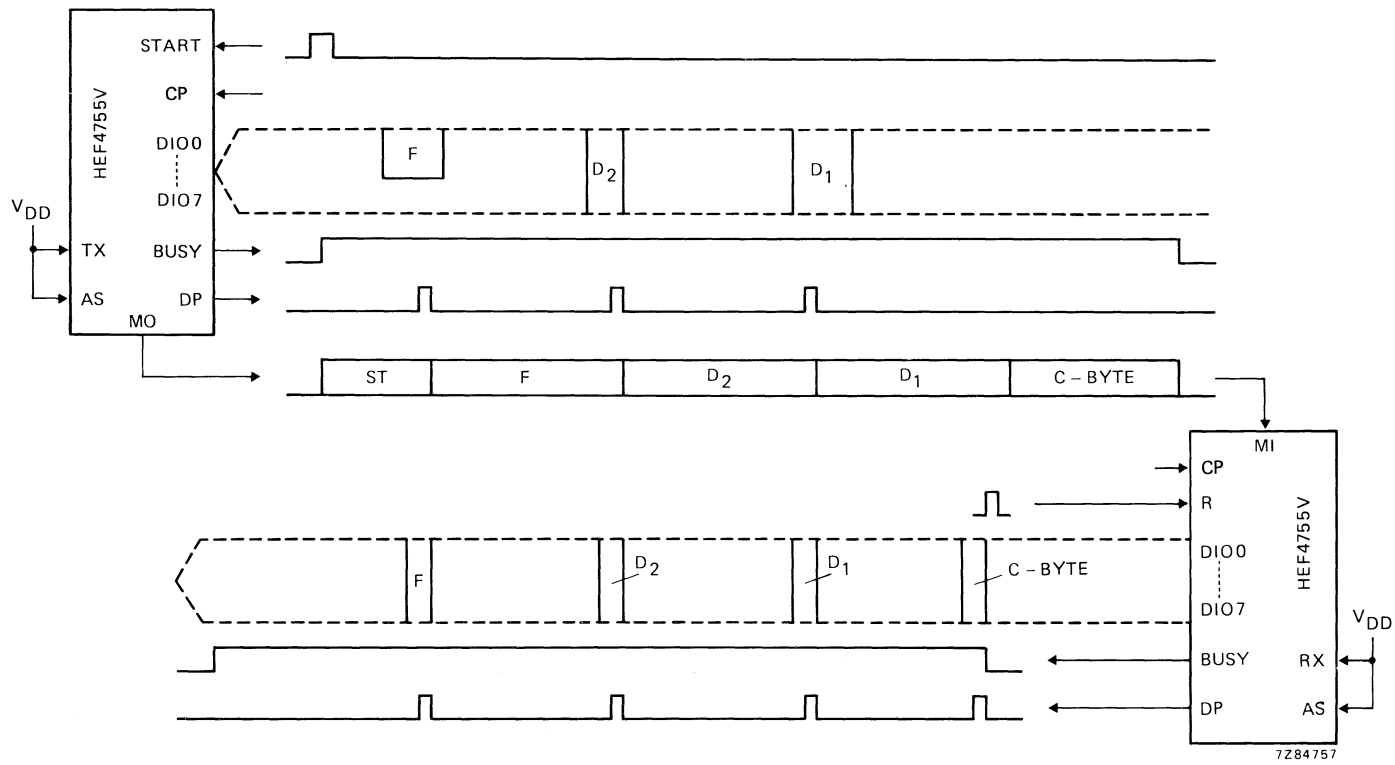 START
CP
HEF4755V
DIO0
DIO7
F
D2
D1
VDD
TX
BUSY
AS
DP
MO
ST
F
D2
D1
C-BYTE
MI
CP
R
HEF4755V
DIO0
DIO7
F
D2
D1
C-BYTE
VDD
BUSY
RX
DP
AS
7Z84757